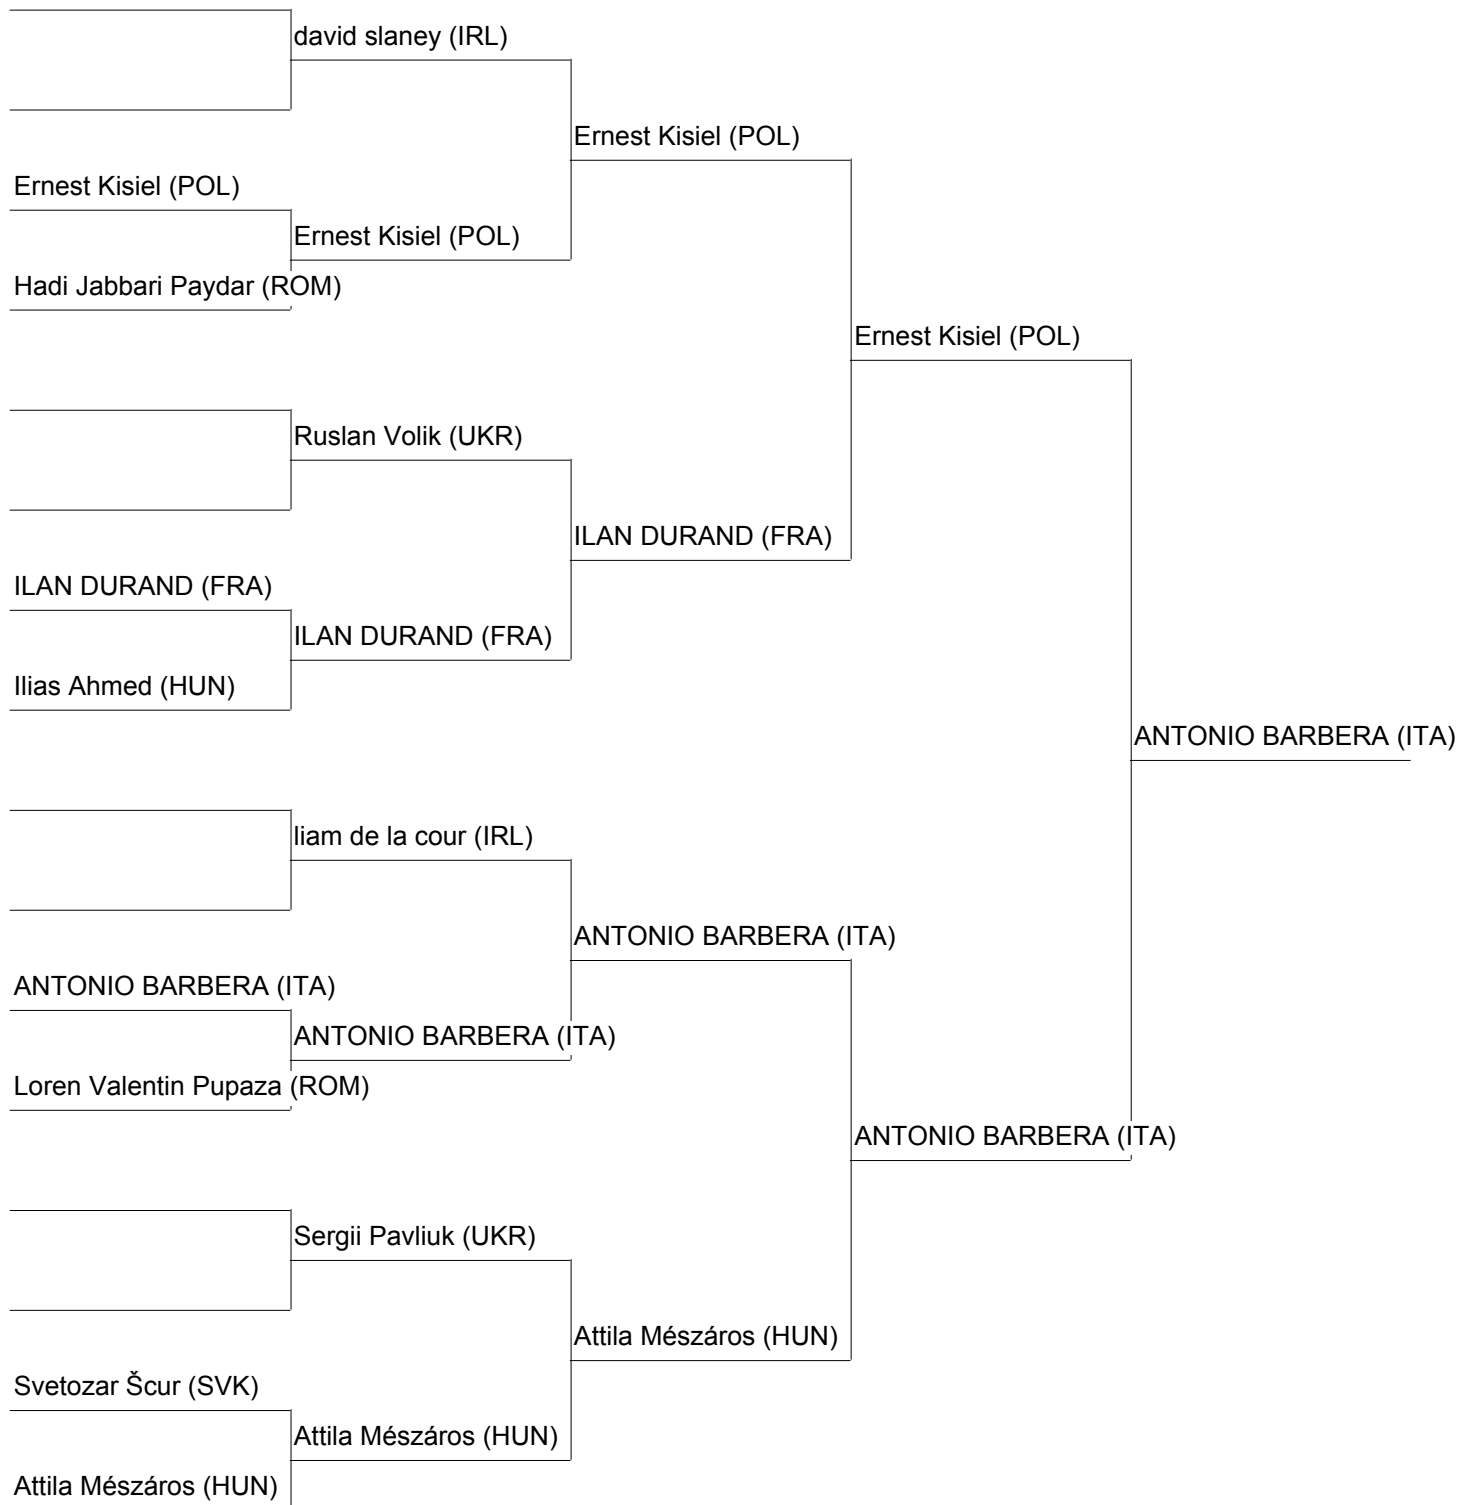 david slaney (IRL)
Ernest Kisiel (POL)
Ernest Kisiel (POL)
Ernest Kisiel (POL)
Hadi Jabbari Paydar (ROM)
Ernest Kisiel (POL)
Ruslan Volik (UKR)
ILAN DURAND (FRA)
ILAN DURAND (FRA)
ILAN DURAND (FRA)
Ilias Ahmed (HUN)
ANTONIO BARBERA (ITA)
liam de la cour (IRL)
ANTONIO BARBERA (ITA)
ANTONIO BARBERA (ITA)
ANTONIO BARBERA (ITA)
Loren Valentin Pupaza (ROM)
ANTONIO BARBERA (ITA)
Sergii Pavliuk (UKR)
Attila Mészáros (HUN)
Svetozar Šcur (SVK)
Attila Mészáros (HUN)
Attila Mészáros (HUN)